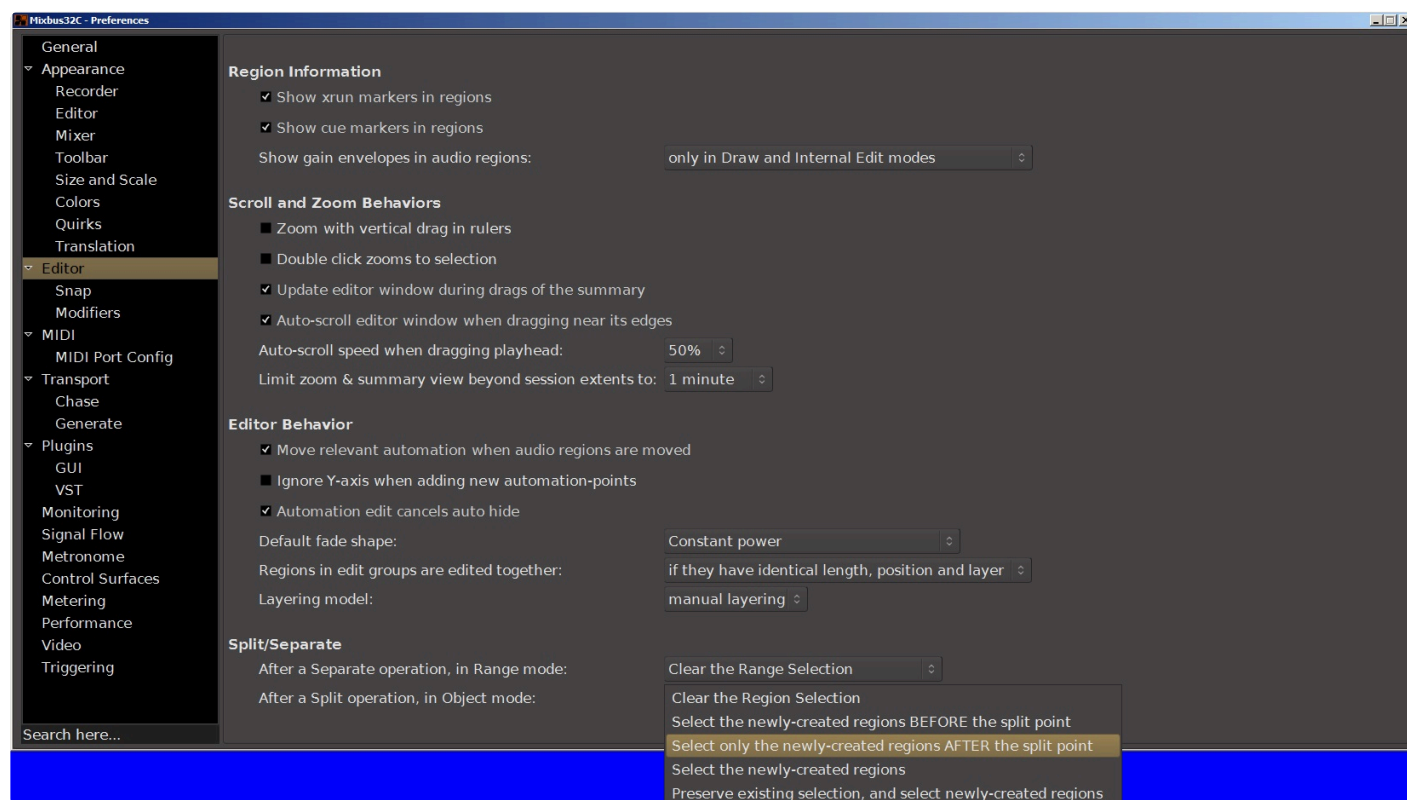 Mixbus32C - Preferences
General
Appearance
Recorder
Editor
Mixer
Toolbar
Size and Scale
Colors
Quirks
Translation
Editor
Snap
Modifiers
MIDI
MIDI Port Config
Transport
Chase
Generate
Plugins
GUI
VST
Monitoring
Signal Flow
Metronome
Control Surfaces
Metering
Performance
Video
Triggering
Search here...
Region Information
Show xrun markers in regions
Show cue markers in regions
Show gain envelopes in audio regions: only in Draw and Internal Edit modes
Scroll and Zoom Behaviors
Zoom with vertical drag in rulers
Double click zooms to selection
Update editor window during drags of the summary
Auto-scroll editor window when dragging near its edges
Auto-scroll speed when dragging playhead: 50%
Limit zoom & summary view beyond session extents to: 1 minute
Editor Behavior
Move relevant automation when audio regions are moved
Ignore Y-axis when adding new automation-points
Automation edit cancels auto hide
Default fade shape: Constant power
Regions in edit groups are edited together: if they have identical length, position and layer
Layering model: manual layering
Split/Separate
After a Separate operation, in Range mode: Clear the Range Selection
After a Split operation, in Object mode: Clear the Region Selection
Select the newly-created regions BEFORE the split point
Select only the newly-created regions AFTER the split point
Select the newly-created regions
Preserve existing selection, and select newly-created regions